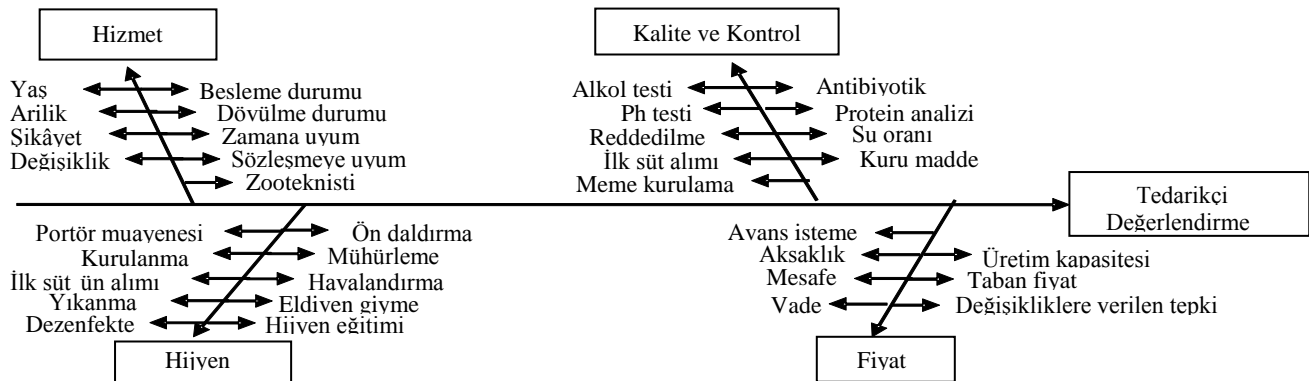 Hizmet
Kalite ve Kontrol
Yaş
Besleme durumu
Arilik
Dövülme durumu
Şikâyet
Zamana uyum
Değişiklik
Sözleşmeye uyum
Zooteknisti
Alkol testi
Antibiyotik
Ph testi
Protein analizi
Reddedilme
Su oranı
İlk süt alımı
Kuru madde
Meme kurulama
Tedarikçi
Değerlendirme
Portör muayenesi
Ön daldırma
Kurulanma
Mühürleme
İlk süt ün alımı
Havalandırma
Yıkanma
Eldiven giyme
Dezenfekte
Hijyen eğitimi
Hijyen
Avans isteme
Aksaklık
Üretim kapasitesi
Mesafe
Taban fiyat
Vade
Değişikliklere verilen tepki
Fiyat